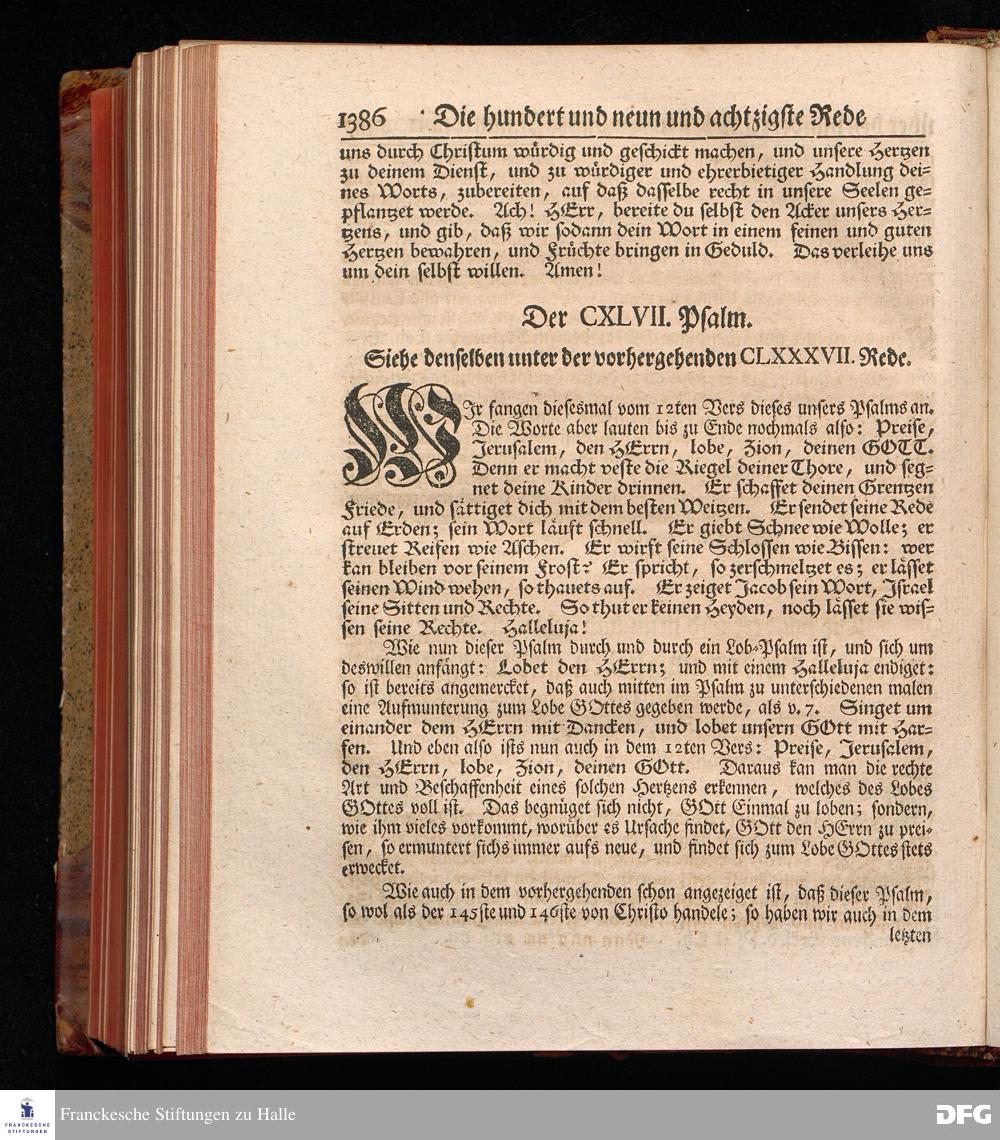 1386 Die hundert und neun und achtzigste Rede
uns durch Christum würdig und geschickt machen, und unsere Hertzen
zu deinem Dienst, und zu würdiger und ehrerbietiger Handlung dei-
nes Worts, zubereiten, auf daß dasselbe recht in unsere Seelen ge-
pflantzet werde. Ach! HErr, bereite du selbst den Acker unsers Her-
tzens, und gib, daß wir sodann dein Wort in einem feinen und guten
Hertzen bewahren, und Früchte bringen in Geduld. Das verleihe uns
um dein selbst willen. Amen!
Der CXLVII. Psalm.
Siehe denselben unter der vorhergehenden CLXXXVII. Rede.
WIr fangen diesesmal vom 12ten Vers dieses unsers Psalms an.
Die Worte aber lauten bis zu Ende nochmals also: Preise,
Jerusalem, den HErrn, lobe, Zion, deinen GOTT.
Denn er macht veste die Riegel deiner Thore, und seg-
net deine Kinder drinnen. Er schaffet deinen Grentzen
Friede, und sättiget dich mit dem besten Weitzen. Er sendet seine Rede
auf Erden; sein Wort läuft schnell. Er giebt Schnee wie Wolle; er
streuet Reifen wie Aschen. Er wirft seine Schlossen wie Bissen: wer
kan bleiben vor seinem Frost? Er spricht, so zerschmeltzet es; er lässet
seinen Wind wehen, so thauets auf. Er zeiget Jacob sein Wort, Israel
seine Sitten und Rechte. So thut er keinen Heyden, noch lässet sie wis-
sen seine Rechte. Halleluja!
Wie nun dieser Psalm durch und durch ein Lob-Psalm ist, und sich um
deswillen anfängt: Lobet den HErrn; und mit einem Halleluja endiget:
so ist bereits angemercket, daß auch mitten im Psalm zu unterschiedenen malen
eine Aufmunterung zum Lobe GOttes gegeben werde, als v. 7. Singet um
einander dem HErrn mit Dancken, und lobet unsern GOtt mit Har-
fen. Und eben also ists nun auch in dem 12ten Vers: Preise, Jerusalem,
den HErrn, lobe, Zion, deinen GOtt. Daraus kan man die rechte
Art und Beschaffenheit eines solchen Hertzens erkennen, welches des Lobes
GOttes voll ist. Das begnüget sich nicht, GOtt Einmal zu loben; sondern,
wie ihm vieles vorkommt, worüber es Ursache findet, GOtt den HErrn zu prei-
sen, so ermuntert sichs immer aufs neue, und findet sich zum Lobe GOttes stets
erwecket.
Wie auch in dem vorhergehenden schon angezeiget ist, daß dieser Psalm,
so wol als der 145ste und 146ste von Christo handele; so haben wir auch in dem
letzten
FRANCKESCHE
STIFTUNGEN
Franckesche Stiftungen zu Halle
DFG